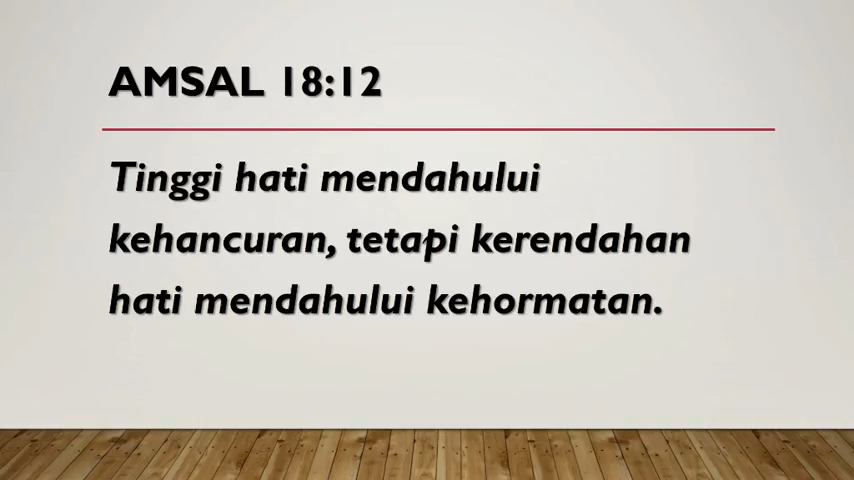 AMSAL 18:12
Tinggi hati mendahului
kehancuran, tetapi kerendahan
hati mendahului kehormatan.